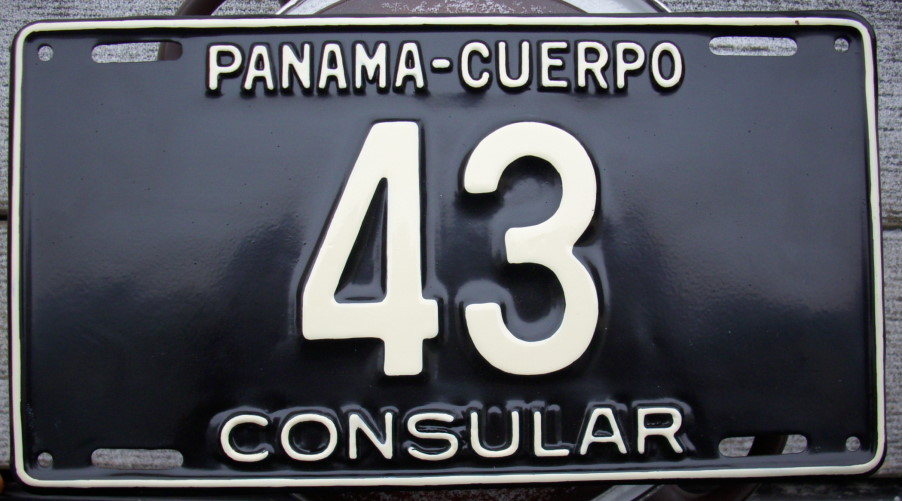 PANAMA-CUERPO
43
CONSULAR